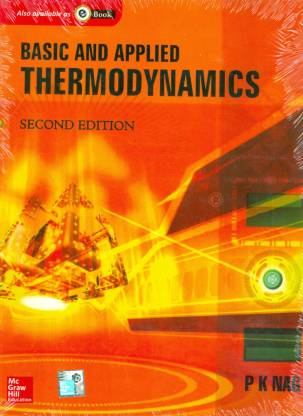 Also available as
e-Book
BASIC AND APPLIED
THERMODYNAMICS
SECOND EDITION
P K NAG
Mc
Graw
Hill
Education